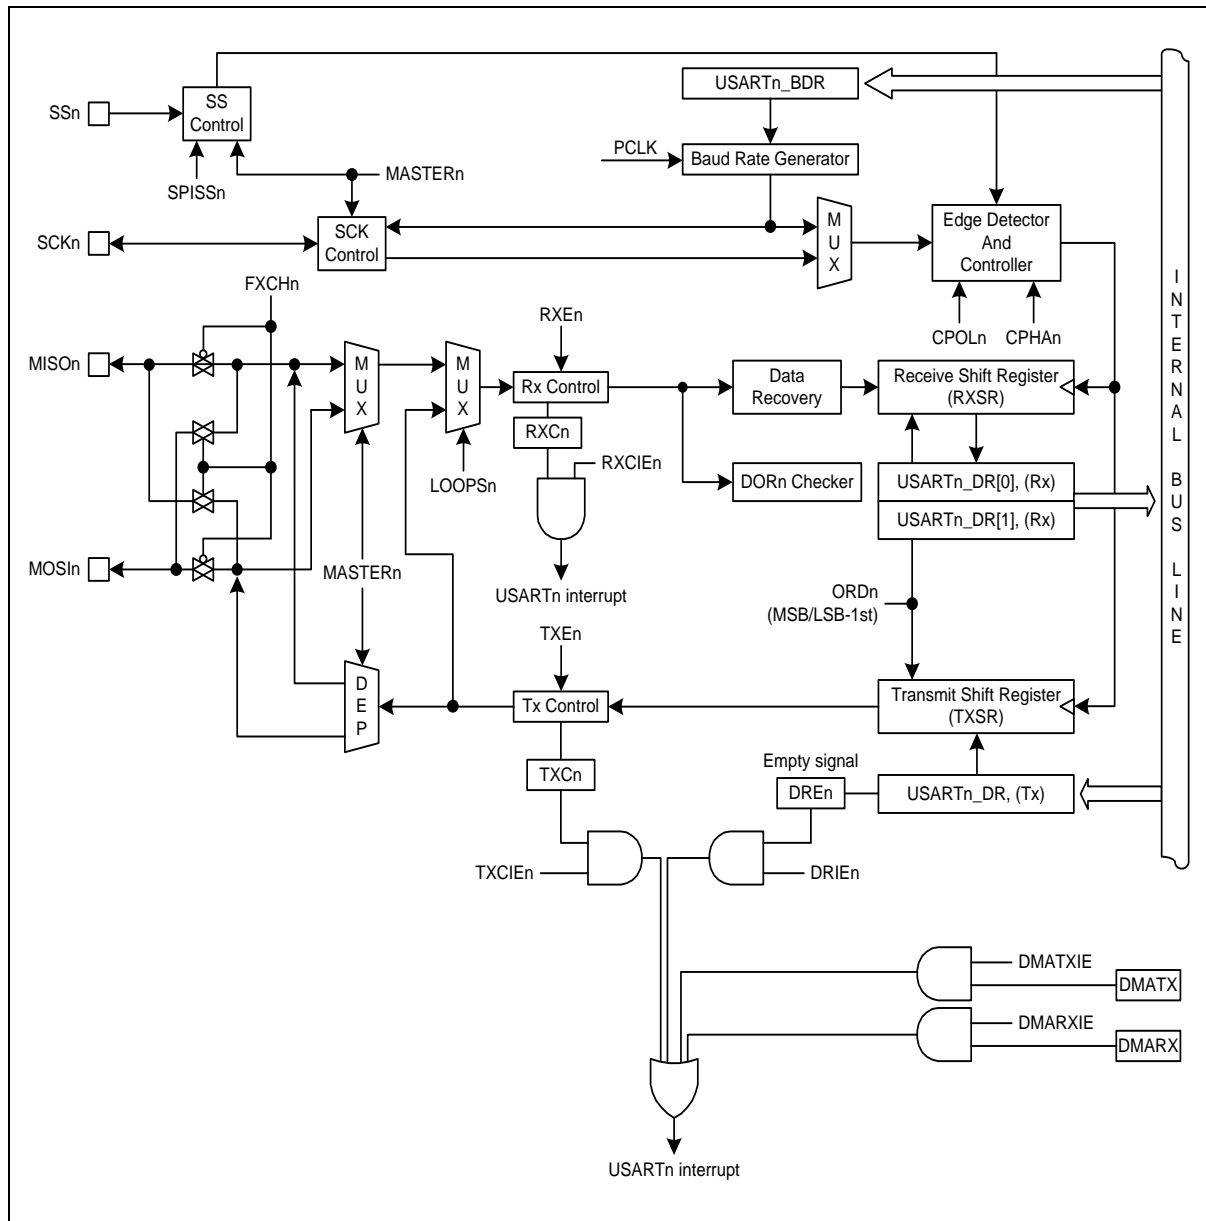 USARTn_BDR
SSn
SS
Control
PCLK
Baud Rate Generator
MASTERn
SPISSn
SCKn
SCK
Control
M
U
X
Edge Detector
And
Controller
FXCHn
CPOLn
CPHAn
RXEn
MISOn
M
U
X
M
U
X
Rx Control
Data
Recovery
Receive Shift Register
(RXSR)
RXCn
RXCIEn
LOOPSn
DORn Checker
USARTn_DR[0], (Rx)
USARTn_DR[1], (Rx)
MOSIn
MASTERn
USARTn interrupt
ORDn
(MSB/LSB-1st)
TXEn
D
E
P
Tx Control
Transmit Shift Register
(TXSR)
TXCn
Empty signal
DREn
USARTn_DR, (Tx)
TXCIEn
DRIEn
INTERNAL BUS LINE
DMATXIE
DMATX
DMARXIE
DMARX
USARTn interrupt